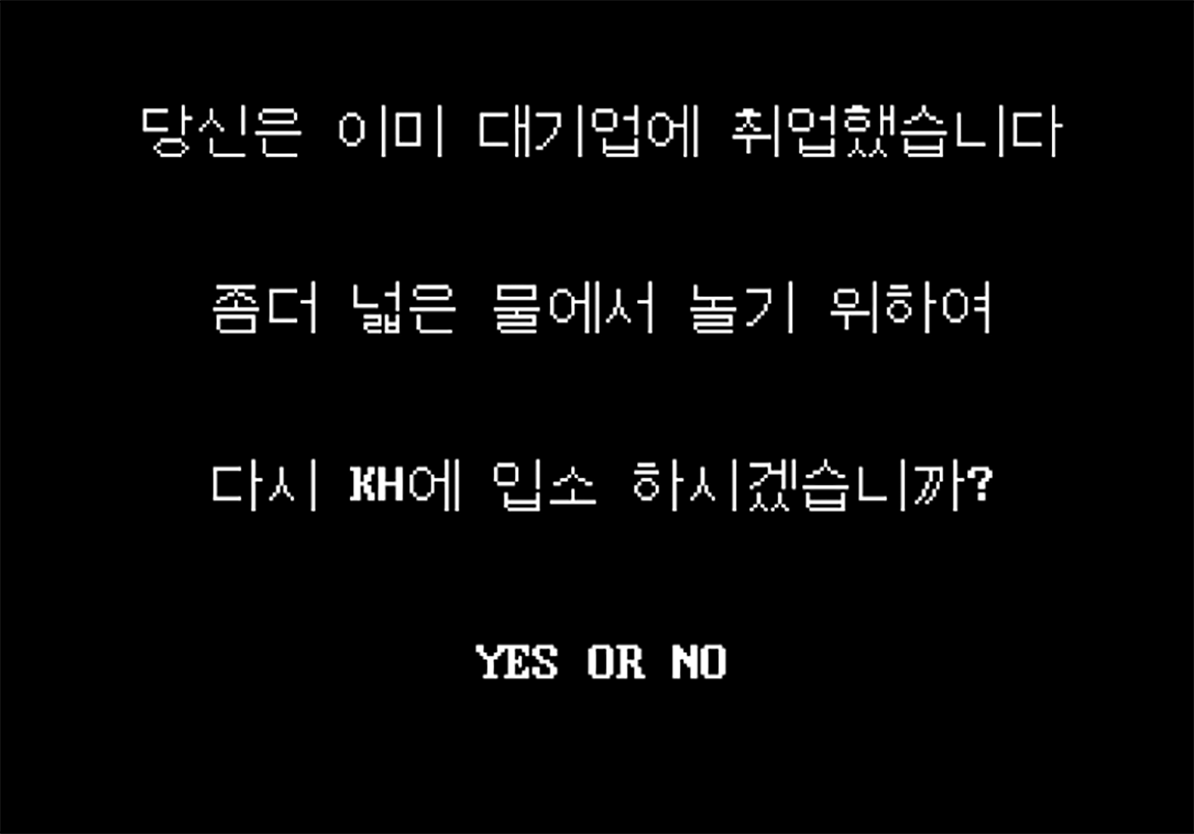 당신은 이미 대기업에 취업했습니다
좀더 넓은 물에서 놀기 위하여
다시 KH에 입소 하시겠습니까?
YES OR NO